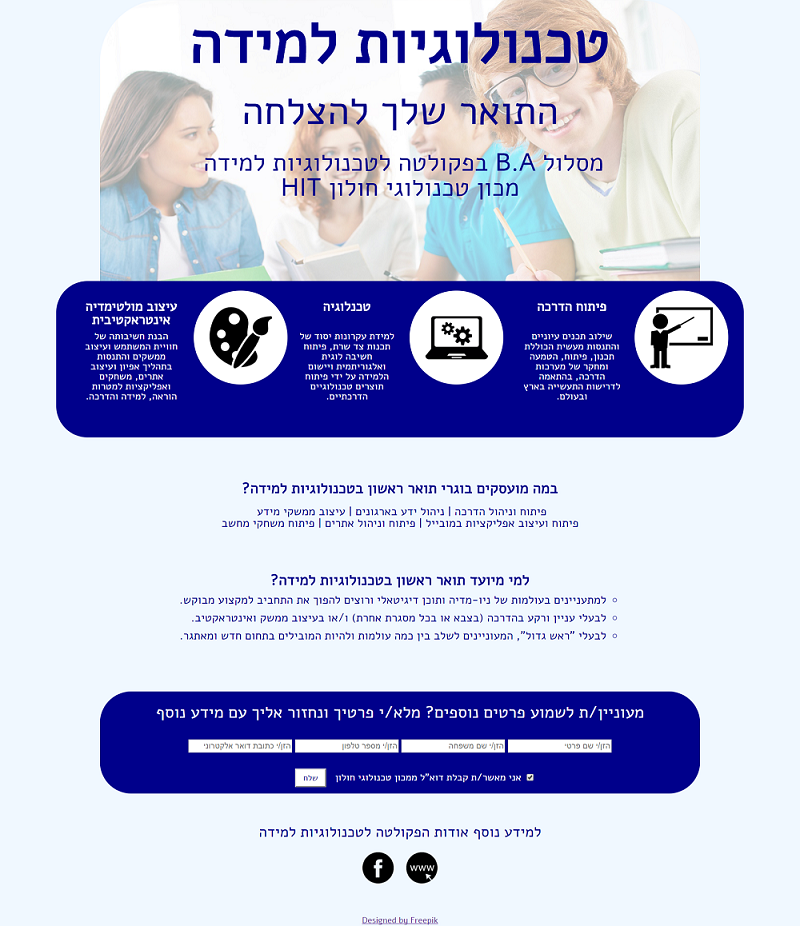 טכנולוגיות למידה
התואר שלך להצלחה
מסלול B.A בפקולטה לטכנולוגיות למידה
מכון טכנולוגי חולון HIT
פיתוח הדרכה
שילוב תכנים עיוניים
והתנסות מעשית הכוללת
תכנון, פיתוח, הטמעה
ומחקר של מערכות
הדרכה, בהתאמה
לדרישות התעשייה בארץ
ובעולם.
טכנלוגיה
למידת עקרונות יסוד של
תכנות צד שרת, פיתוח
חשיבה לוגית
ואלגוריתמית ויישום
הלמידה על ידי פיתוח
תוצרים טכנולוגיים
הדרכתיים.
עיצוב מולטימדיה
אינטראקטיבית
הבנת חשיבותה של
חוויית המשתמש ועיצוב
ממשקים והתנסות
בתהליך אפיון ועיצוב
אתרים, משחקים
ואפליקציות למטרות
הוראה, למידה והדרכה.
במה מועסקים בוגרי תואר ראשון בטכנולוגיות למידה?
פיתוח וניהול הדרכה | ניהול ידע בארגונים | עיצוב ממשקי מידע
פיתוח ועיצוב אפליקציות במובייל | פיתוח וניהול אתרים | פיתוח משחקי מחשב
למי מיועד תואר ראשון בטכנולוגיות למידה?
למתעניינים בעולמות של ניו-מדיה ותוכן דיגיטאלי ורוצים להפוך את התחביב למקצוע מבוקש.
לבעלי עניין ורקע בהדרכה (בצבא או בכל מסגרת אחרת) ו/או בעיצוב ממשק ואינטראקטיב.
לבעלי "ראש גדול", המעוניינים לשלב בין כמה עולמות ולהיות המובילים בתחום חדש ומאתגר.
מעוניין/ת לשמוע פרטים נוספים? מלא/י פרטיך ונחזור אליך עם מידע נוסף
הזן/י שם פרטי הזן/י שם משפחה הזן/י מספר טלפון הזן/י כתובת דואר אלקטרוני
אני מאשר/ת קבלת דוא"ל ממכון טכנולוגי חולון שלח
למידע נוסף אודות הפקולטה לטכנולוגיות למידה
www f
Designed by Freepik